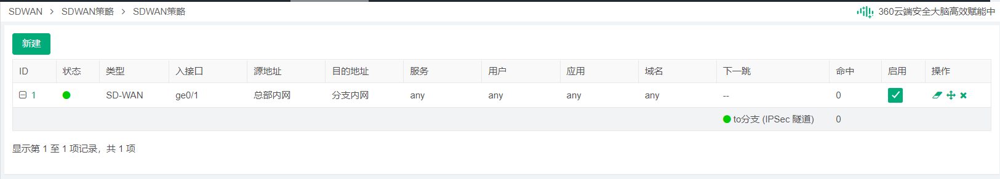 SDWAN > SDWAN策略 > SDWAN策略 360云端安全大脑高效赋能中
新建
ID 状态 类型 入接口 源地址 目的地址 服务 用户 应用 域名 下一跳 命中 启用 操作
1 SD-WAN ge0/1 总部内网 分支内网 any any any any -- 0
to分支 (IPSec 隧道) 0
显示第 1 至 1 项记录，共 1 项